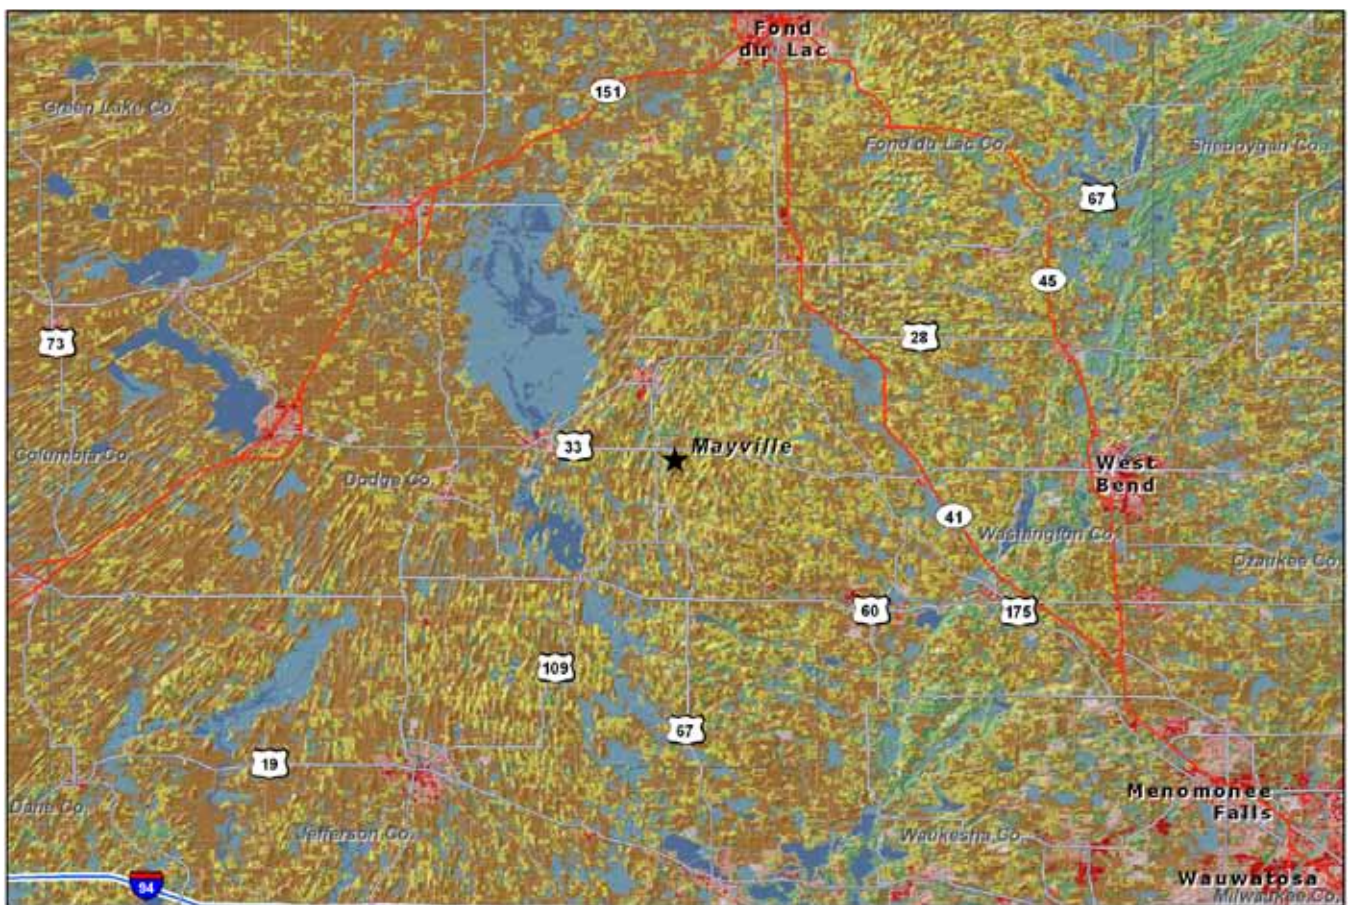 Fond
du Lac
151
Green Lake Co.
Fond du Lac Co.
Sheboygan Co.
67
45
73
28
33
Mayville
Columbia Co.
Dodge Co.
West
Bend
41
Washington Co.
Ozaukee Co.
60
175
109
67
19
Menomonee
Falls
Dane Co.
Jefferson Co.
Waukesha Co.
94
Wauwatosa
Milwaukee Co.